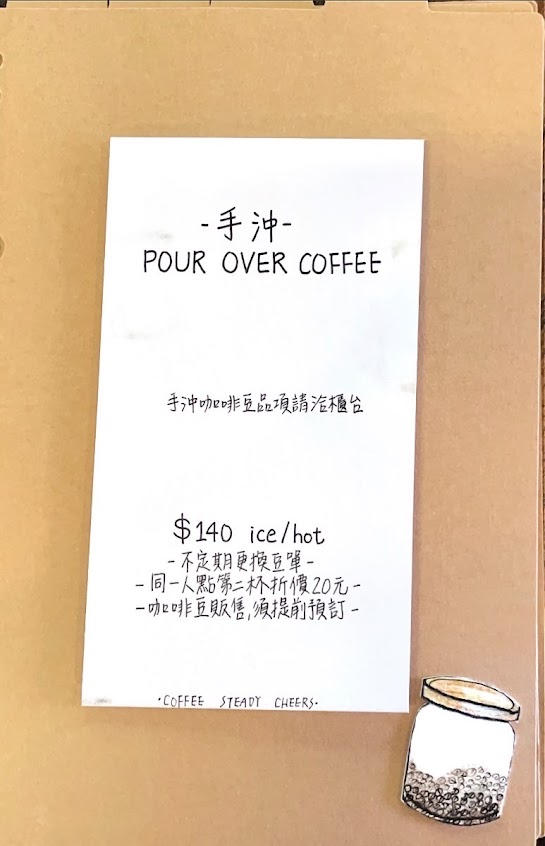 -手沖-
POUR OVER COFFEE
手沖咖啡豆品項請洽櫃台
$140 ice/hot
-不定期更換豆單-
-同一人點第二杯折價20元-
-咖啡豆販售,須提前預訂-
·COFFEE STEADY CHEERS·